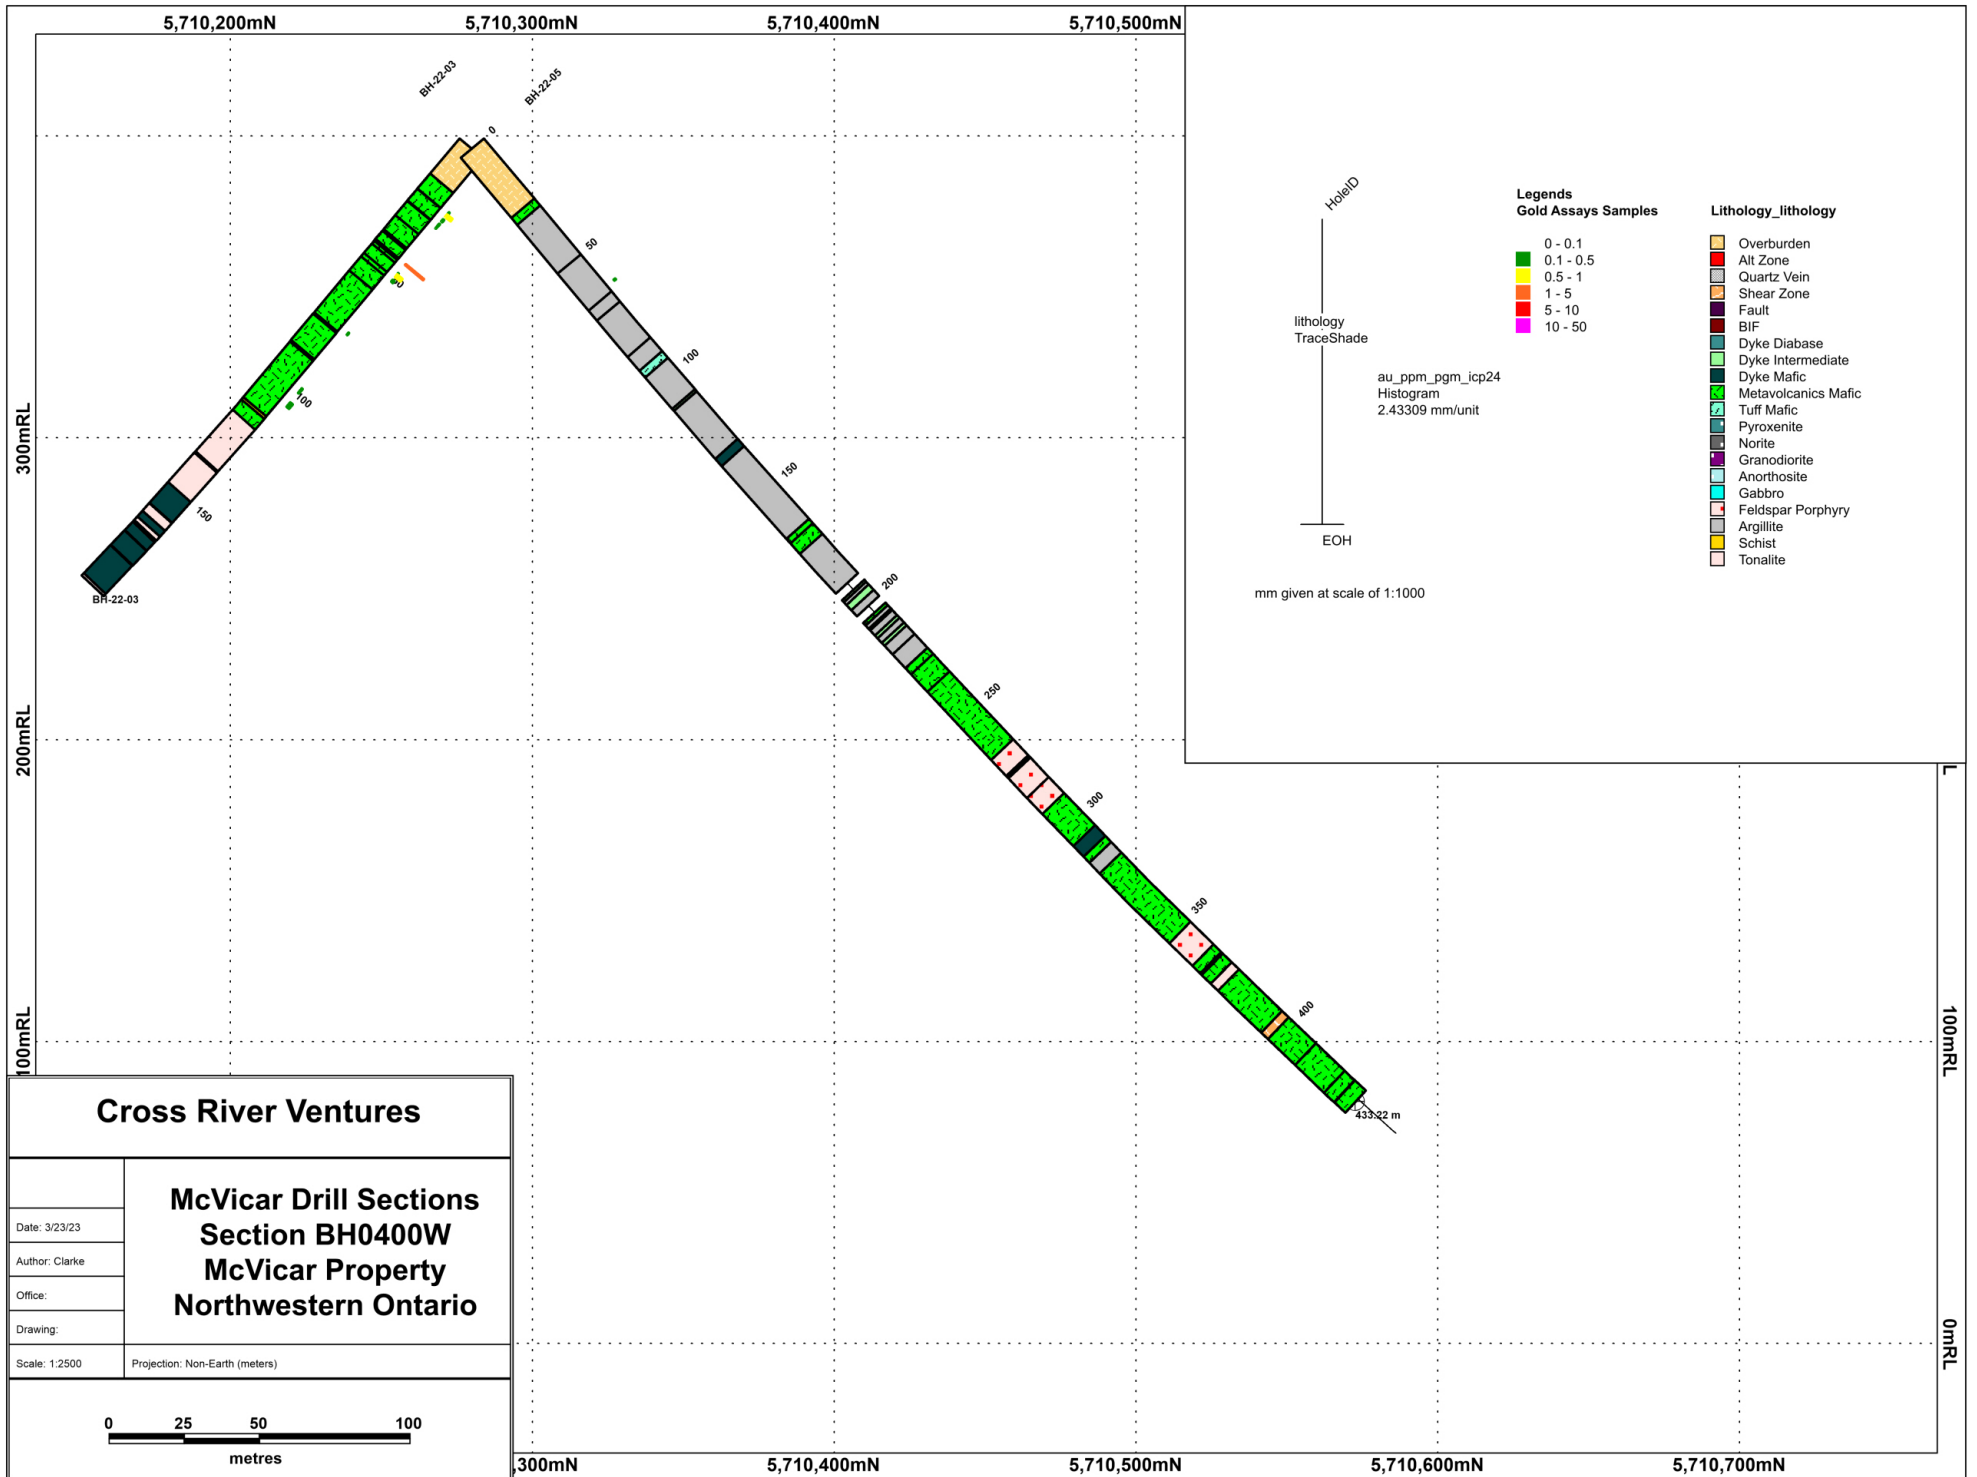 5,710,200mN
5,710,300mN
5,710,400mN
5,710,500mN
BH-22-03
BH-22-05
0
50
100
150
200
250
300
350
400
433.22 m
100
150
BH-22-03
300mRL
200mRL
100mRL
L
100mRL
0mRL
HoleID
lithology
TraceShade
au_ppm_pgm_icp24
Histogram
2.43309 mm/unit
EOH
mm given at scale of 1:1000
Legends
Gold Assays Samples
0 - 0.1
0.1 - 0.5
0.5 - 1
1 - 5
5 - 10
10 - 50
Lithology_lithology
Overburden
Alt Zone
Quartz Vein
Shear Zone
Fault
BIF
Dyke Diabase
Dyke Intermediate
Dyke Mafic
Metavolcanics Mafic
Tuff Mafic
Pyroxenite
Norite
Granodiorite
Anorthosite
Gabbro
Feldspar Porphyry
Argillite
Schist
Tonalite
Cross River Ventures
McVicar Drill Sections
Section BH0400W
McVicar Property
Northwestern Ontario
Date: 3/23/23
Author: Clarke
Office:
Drawing:
Scale: 1:2500
Projection: Non-Earth (meters)
0 25 50 100
metres
,300mN
5,710,400mN
5,710,500mN
5,710,600mN
5,710,700mN